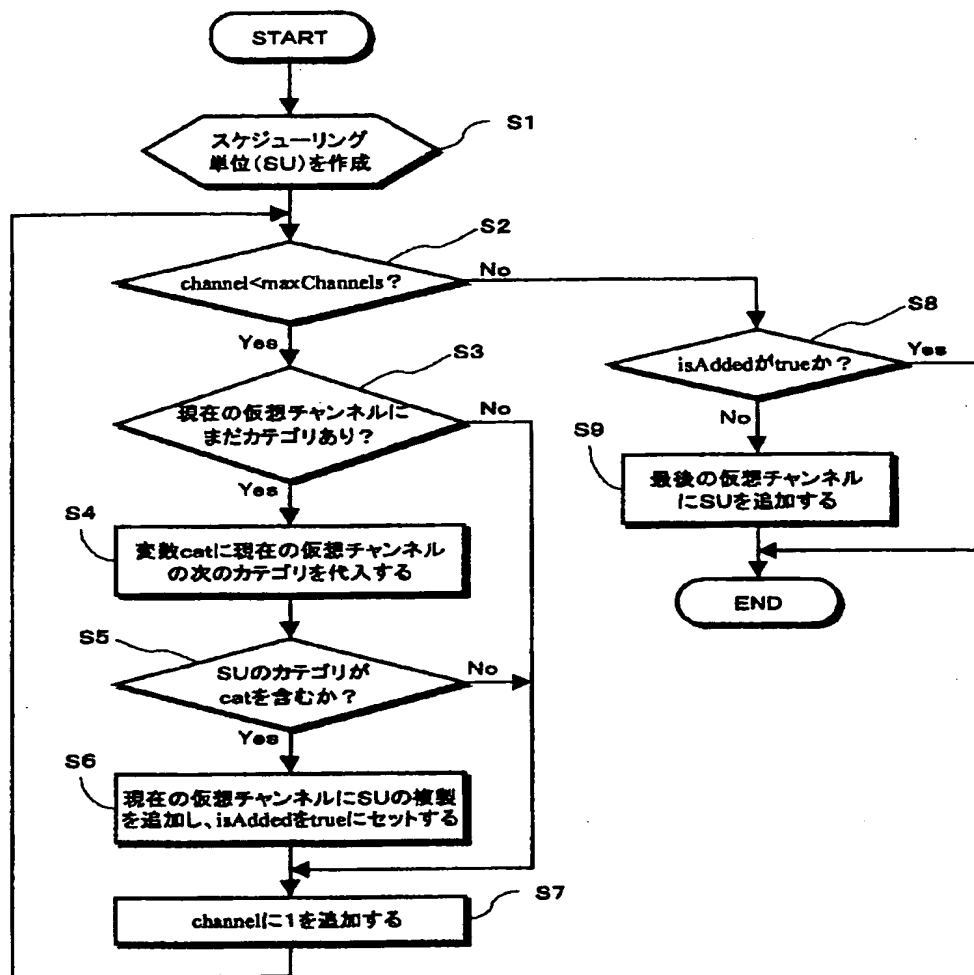 START
スケジューリング
単位(SU)を作成
S1
S2
channel<maxChannels?
No
Yes
S3
現在の仮想チャンネルに
まだカテゴリあり?
No
Yes
S4
変数catに現在の仮想チャンネル
の次のカテゴリを代入する
S5
SUのカテゴリが
catを含むか?
No
Yes
S6
現在の仮想チャンネルにSUの複製
を追加し、isAddedをtrueにセットする
S7
channelに1を追加する
S8
isAddedがtrueか?
Yes
No
S9
最後の仮想チャンネル
にSUを追加する
END